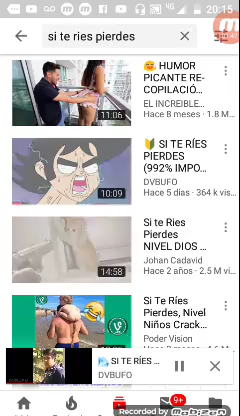 4G 20:15
si te ries pierdes
HUMOR
PICANTE RE-
COPILACIÓ...
EL INCREIBLE...
Hace 8 meses · 1.8 M...
11:06
SI TE RÍES
PIERDES
(992% IMPO...
DVBUFO
Hace 5 días · 364 k vis...
10:09
Si te Ries
Pierdes
NIVEL DIOS ...
Johan Cadavid
Hace 2 años · 2.5 M vi...
14:58
Si Te Ríes
Pierdes, Nivel
Niños Crack...
Poder Vision
SI TE RÍES ...
DVBUFO
9+
Recorded by Mobizen